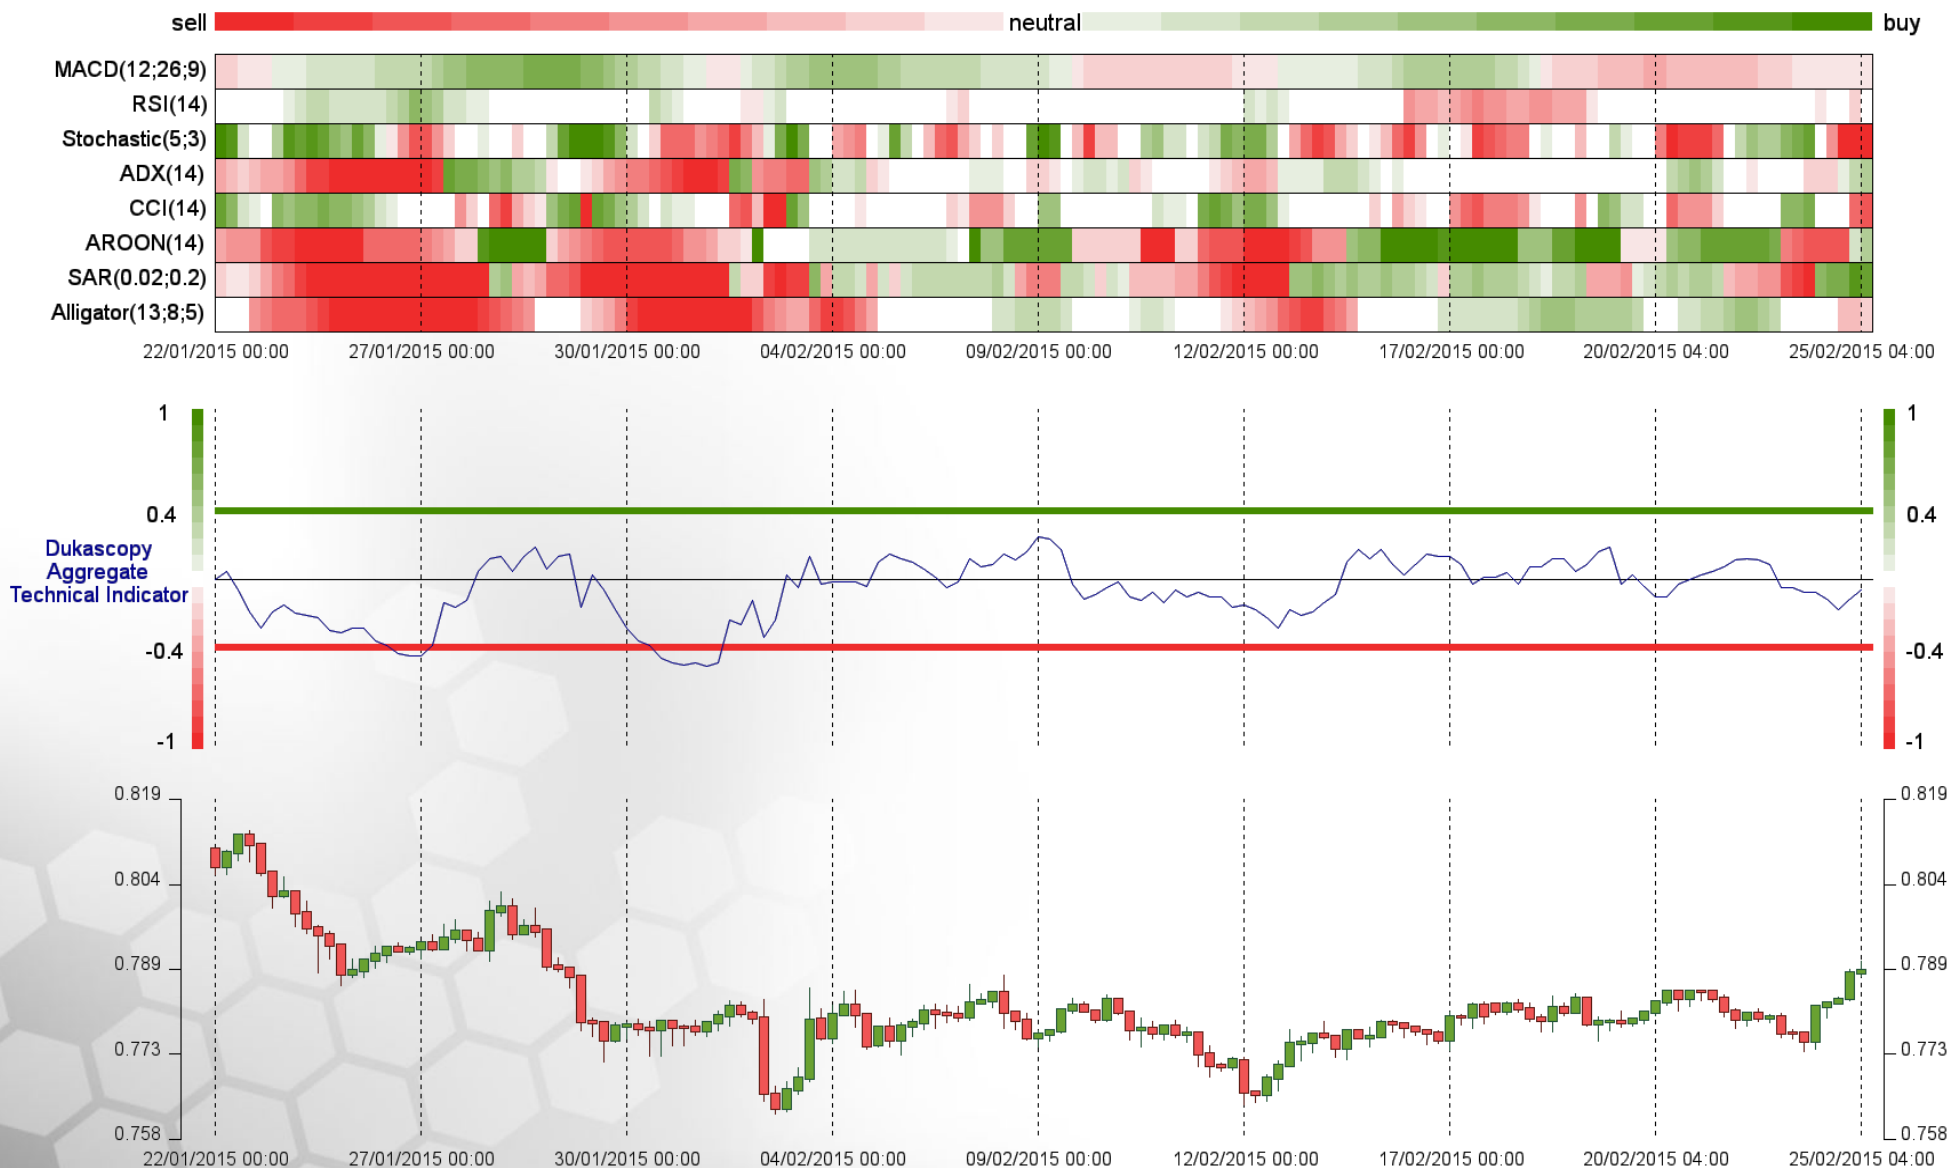 sell neutral buy
MACD(12;26;9)
RSI(14)
Stochastic(5;3)
ADX(14)
CCI(14)
AROON(14)
SAR(0.02;0.2)
Alligator(13;8;5)
22/01/2015 00:00 27/01/2015 00:00 30/01/2015 00:00 04/02/2015 00:00 09/02/2015 00:00 12/02/2015 00:00 17/02/2015 00:00 20/02/2015 04:00 25/02/2015 04:00
1 1
0.4 0.4
Dukascopy
Aggregate
Technical Indicator
-0.4 -0.4
-1 -1
0.819 0.819
0.804 0.804
0.789 0.789
0.773 0.773
0.758 0.758
22/01/2015 00:00 27/01/2015 00:00 30/01/2015 00:00 04/02/2015 00:00 09/02/2015 00:00 12/02/2015 00:00 17/02/2015 00:00 20/02/2015 04:00 25/02/2015 04:00